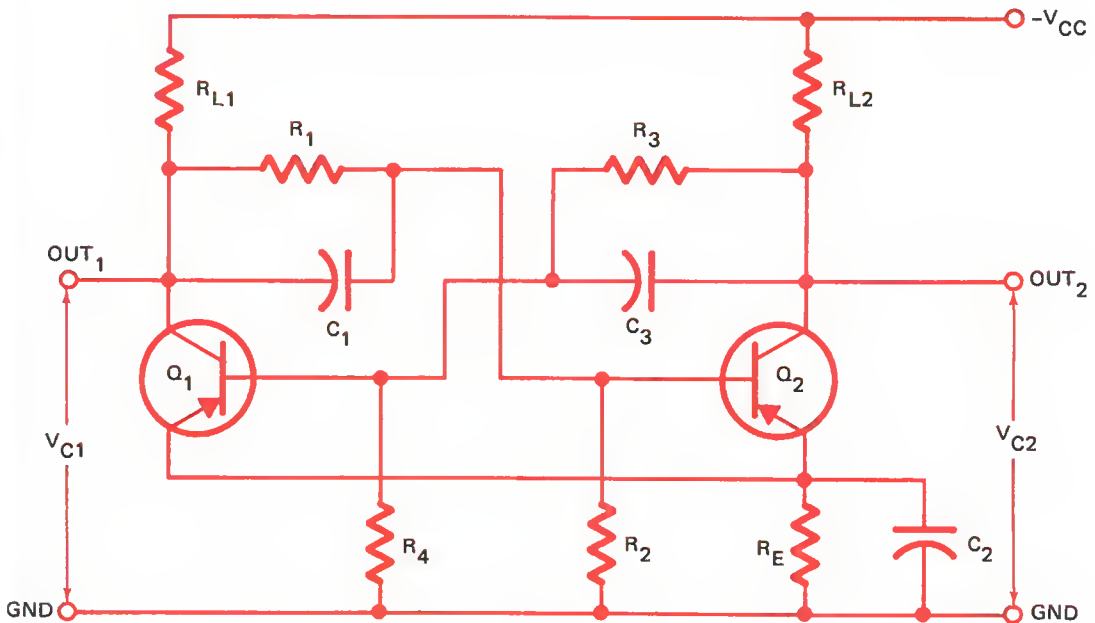 -VCC
RL1
RL2
R1
R3
OUT1
OUT2
C1
C3
Q1
Q2
VC1
VC2
R4
R2
RE
C2
GND
GND